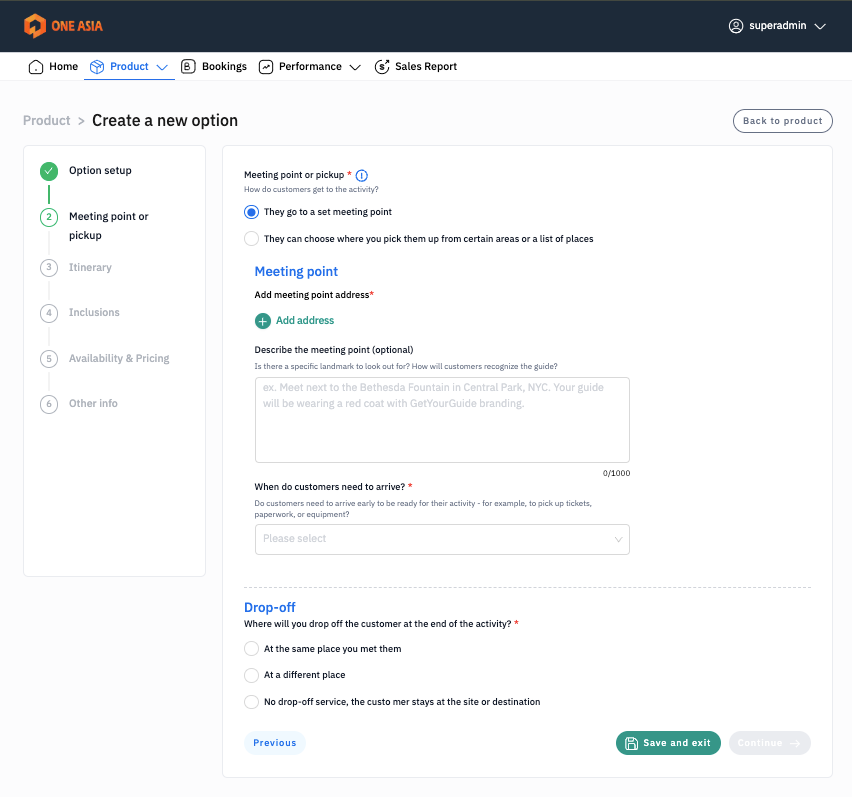 ONE ASIA
superadmin
Home
Product
Bookings
Performance
Sales Report
Product > Create a new option
Back to product
Option setup
2 Meeting point or
pickup
3 Itinerary
4 Inclusions
5 Availability & Pricing
6 Other info
Meeting point or pickup *
How do customers get to the activity?
They go to a set meeting point
They can choose where you pick them up from certain areas or a list of places
Meeting point
Add meeting point address*
Add address
Describe the meeting point (optional)
Is there a specific landmark to look out for? How will customers recognize the guide?
ex. Meet next to the Bethesda Fountain in Central Park, NYC. Your guide
will be wearing a red coat with GetYourGuide branding.
0/1000
When do customers need to arrive? *
Do customers need to arrive early to be ready for their activity - for example, to pick up tickets,
paperwork, or equipment?
Please select
Drop-off
Where will you drop off the customer at the end of the activity? *
At the same place you met them
At a different place
No drop-off service, the custo mer stays at the site or destination
Previous
Save and exit
Continue